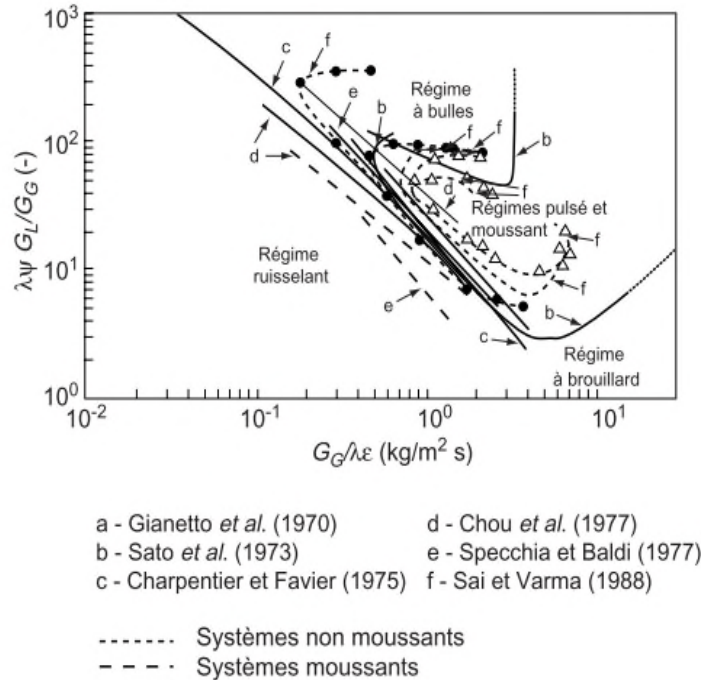 10³
10²
10¹
10⁰
λψ G_L/G_G (-)
c
f
e
b
Régime
à bulles
f
f
b
d
d
f
Régimes pulsé et
moussant
f
Régime
ruisselant
e
f
b
c
Régime
à brouillard
10⁻²
10⁻¹
10⁰
10¹
G_G/λε (kg/m² s)
a - Gianetto et al. (1970)
d - Chou et al. (1977)
b - Sato et al. (1973)
e - Specchia et Baldi (1977)
c - Charpentier et Favier (1975)
f - Sai et Varma (1988)
Systèmes non moussants
Systèmes moussants